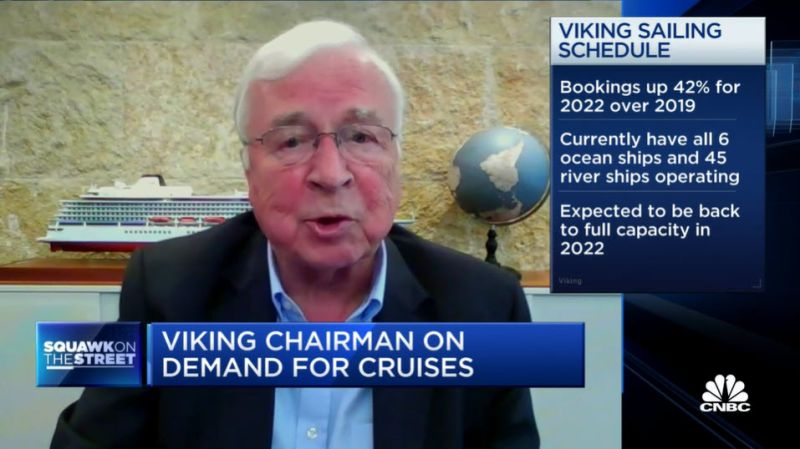 VIKING SAILING
SCHEDULE
Bookings up 42% for
2022 over 2019
Currently have all 6
ocean ships and 45
river ships operating
Expected to be back
to full capacity in
2022
Viking
SQUAWK ON
THE STREET
VIKING CHAIRMAN ON
DEMAND FOR CRUISES
CNBC